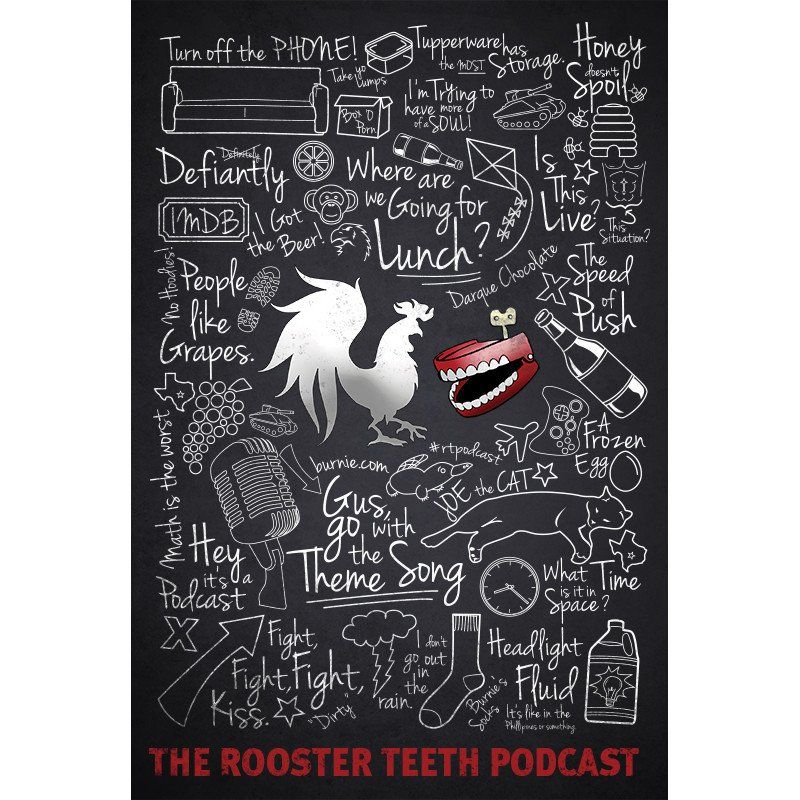 Turn off the PHONE!
Take yo
Lumps
Tupperware has
the MOST Storage.
Honey
doesn't
Spoil
Box O'
Porn
I'm Trying to
have more
of a SOUL!
Definitely
Defiantly
IMDB
I Got
the Beer!
Where are
we Going for
Lunch?
Is
This
Live?
This
Situation?
No Hoodies!
People
like
Grapes.
Darque Chocolate
The
Speed
of
Push
Math is the worst
burnie.com
#rtpodcast
JOE the CAT
A
Frozen
Egg
Gus,
go with
the
Theme Song
Hey
it's a
Podcast
What Time
is it in
Space?
Fight,
Fight, Fight,
Kiss.
"Dirty"
I don't
go out
in the
rain.
Burnie's
Socks
Headlight
Fluid
It's like in the
Phillipines or something.
THE ROOSTER TEETH PODCAST